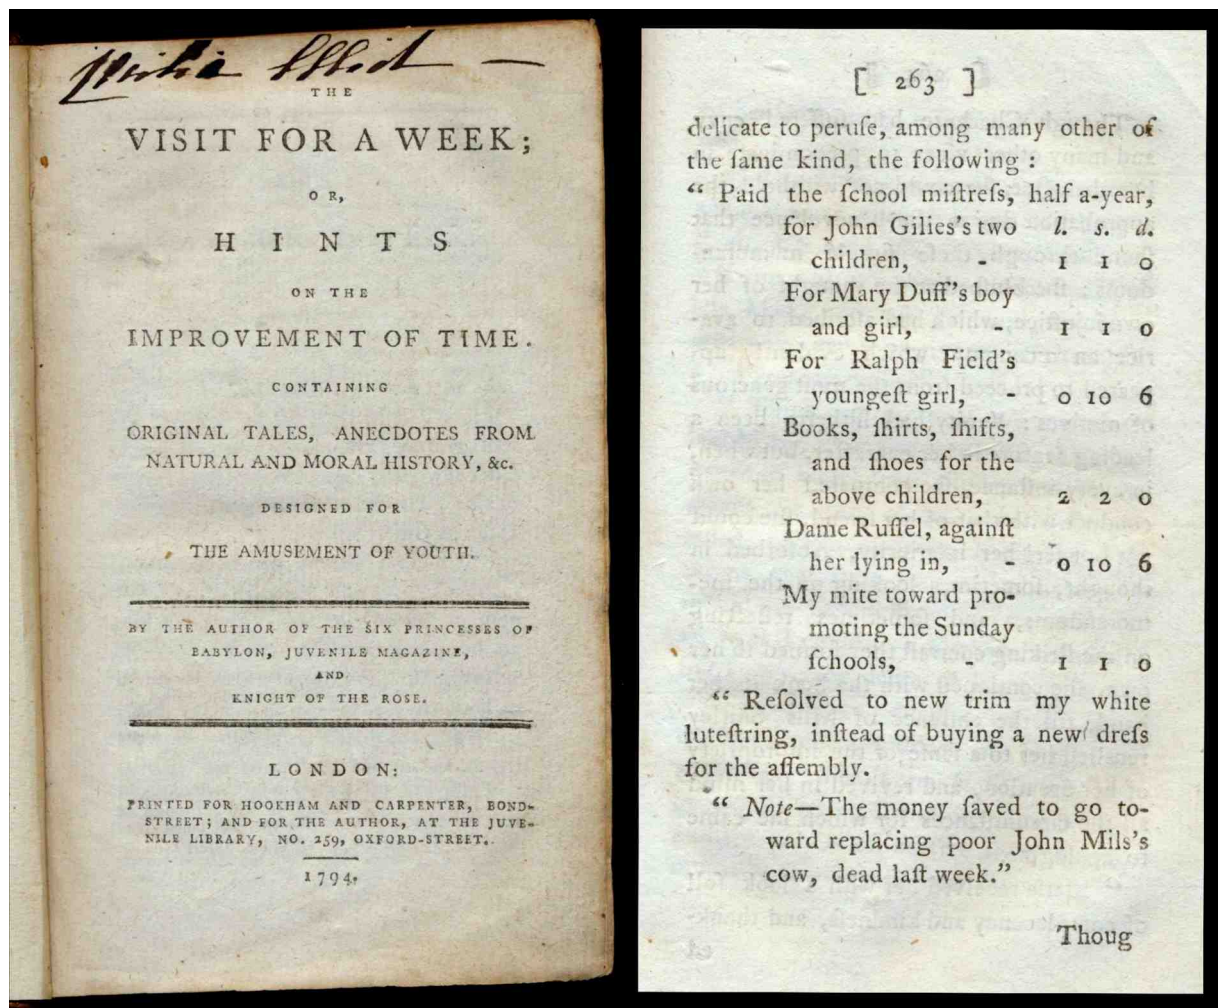 Elliot —
THE
VISIT FOR A WEEK;
OR,
HINTS
ON THE
IMPROVEMENT OF TIME.
CONTAINING
ORIGINAL TALES, ANECDOTES FROM
NATURAL AND MORAL HISTORY, &c.
DESIGNED FOR
THE AMUSEMENT OF YOUTH.
BY THE AUTHOR OF THE SIX PRINCESSES OF
BABYLON, JUVENILE MAGAZINE,
AND
KNIGHT OF THE ROSE.
LONDON:
PRINTED FOR HOOKHAM AND CARPENTER, BOND-
STREET; AND FOR THE AUTHOR, AT THE JUVE-
NILE LIBRARY, NO. 259, OXFORD-STREET.
1794.
[ 263 ]
delicate to peruſe, among many other of
the ſame kind, the following :
“ Paid the ſchool miſtreſs, half a-year,
for John Gilies's two l. s. d.
children, - 1 1 0
For Mary Duff's boy
and girl, - 1 1 0
For Ralph Field's
youngeſt girl, - 0 10 6
Books, ſhirts, ſhifts,
and ſhoes for the
above children, 2 2 0
Dame Ruſſel, againſt
her lying in, - 0 10 6
My mite toward pro-
moting the Sunday
ſchools, - 1 1 0
“ Reſolved to new trim my white
luteſtring, inſtead of buying a new dreſs
for the aſſembly.
“ Note—The money ſaved to go to-
ward replacing poor John Mils's
cow, dead laſt week.”
Thoug